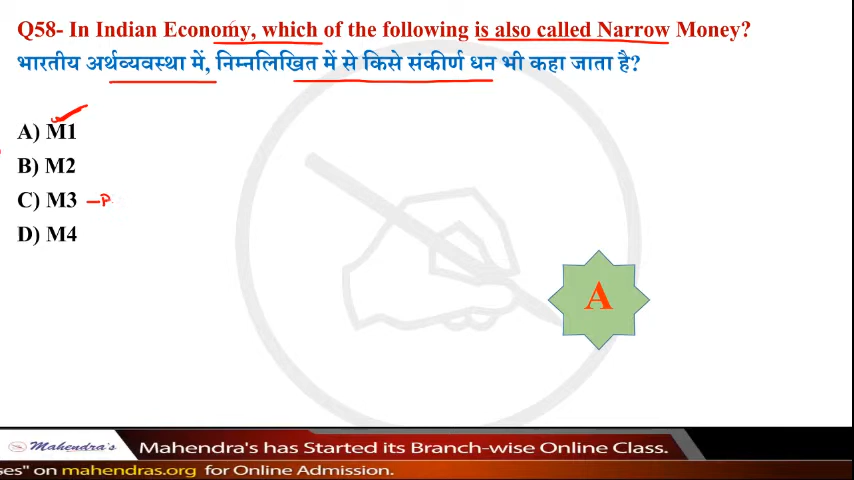 Q58- In Indian Economy, which of the following is also called Narrow Money?
भारतीय अर्थव्यवस्था में, निम्नलिखित में से किसे संकीर्ण धन भी कहा जाता है?
A) M1
B) M2
C) M3 –P
D) M4
A
Mahendra's
Mahendra's has Started its Branch-wise Online Class.
ses" on mahendras.org for Online Admission.